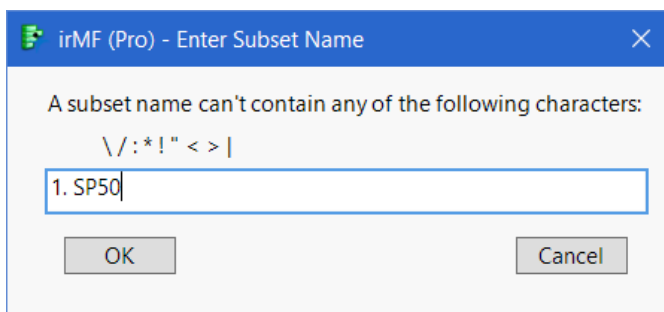 irMF (Pro) - Enter Subset Name
A subset name can't contain any of the following characters:
\ / : * ! " < > |
1. SP50
OK
Cancel